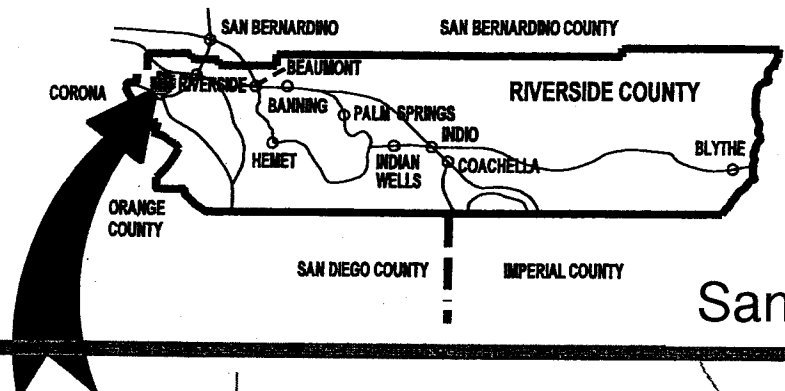 SAN BERNARDINO
SAN BERNARDINO COUNTY
BEAUMONT
RIVERSIDE
CORONA
BANNING
RIVERSIDE COUNTY
PALM SPRINGS
INDIO
BLYTHE
HEMET
INDIAN
WELLS
COACHELLA
ORANGE
COUNTY
SAN DIEGO COUNTY
IMPERIAL COUNTY
San